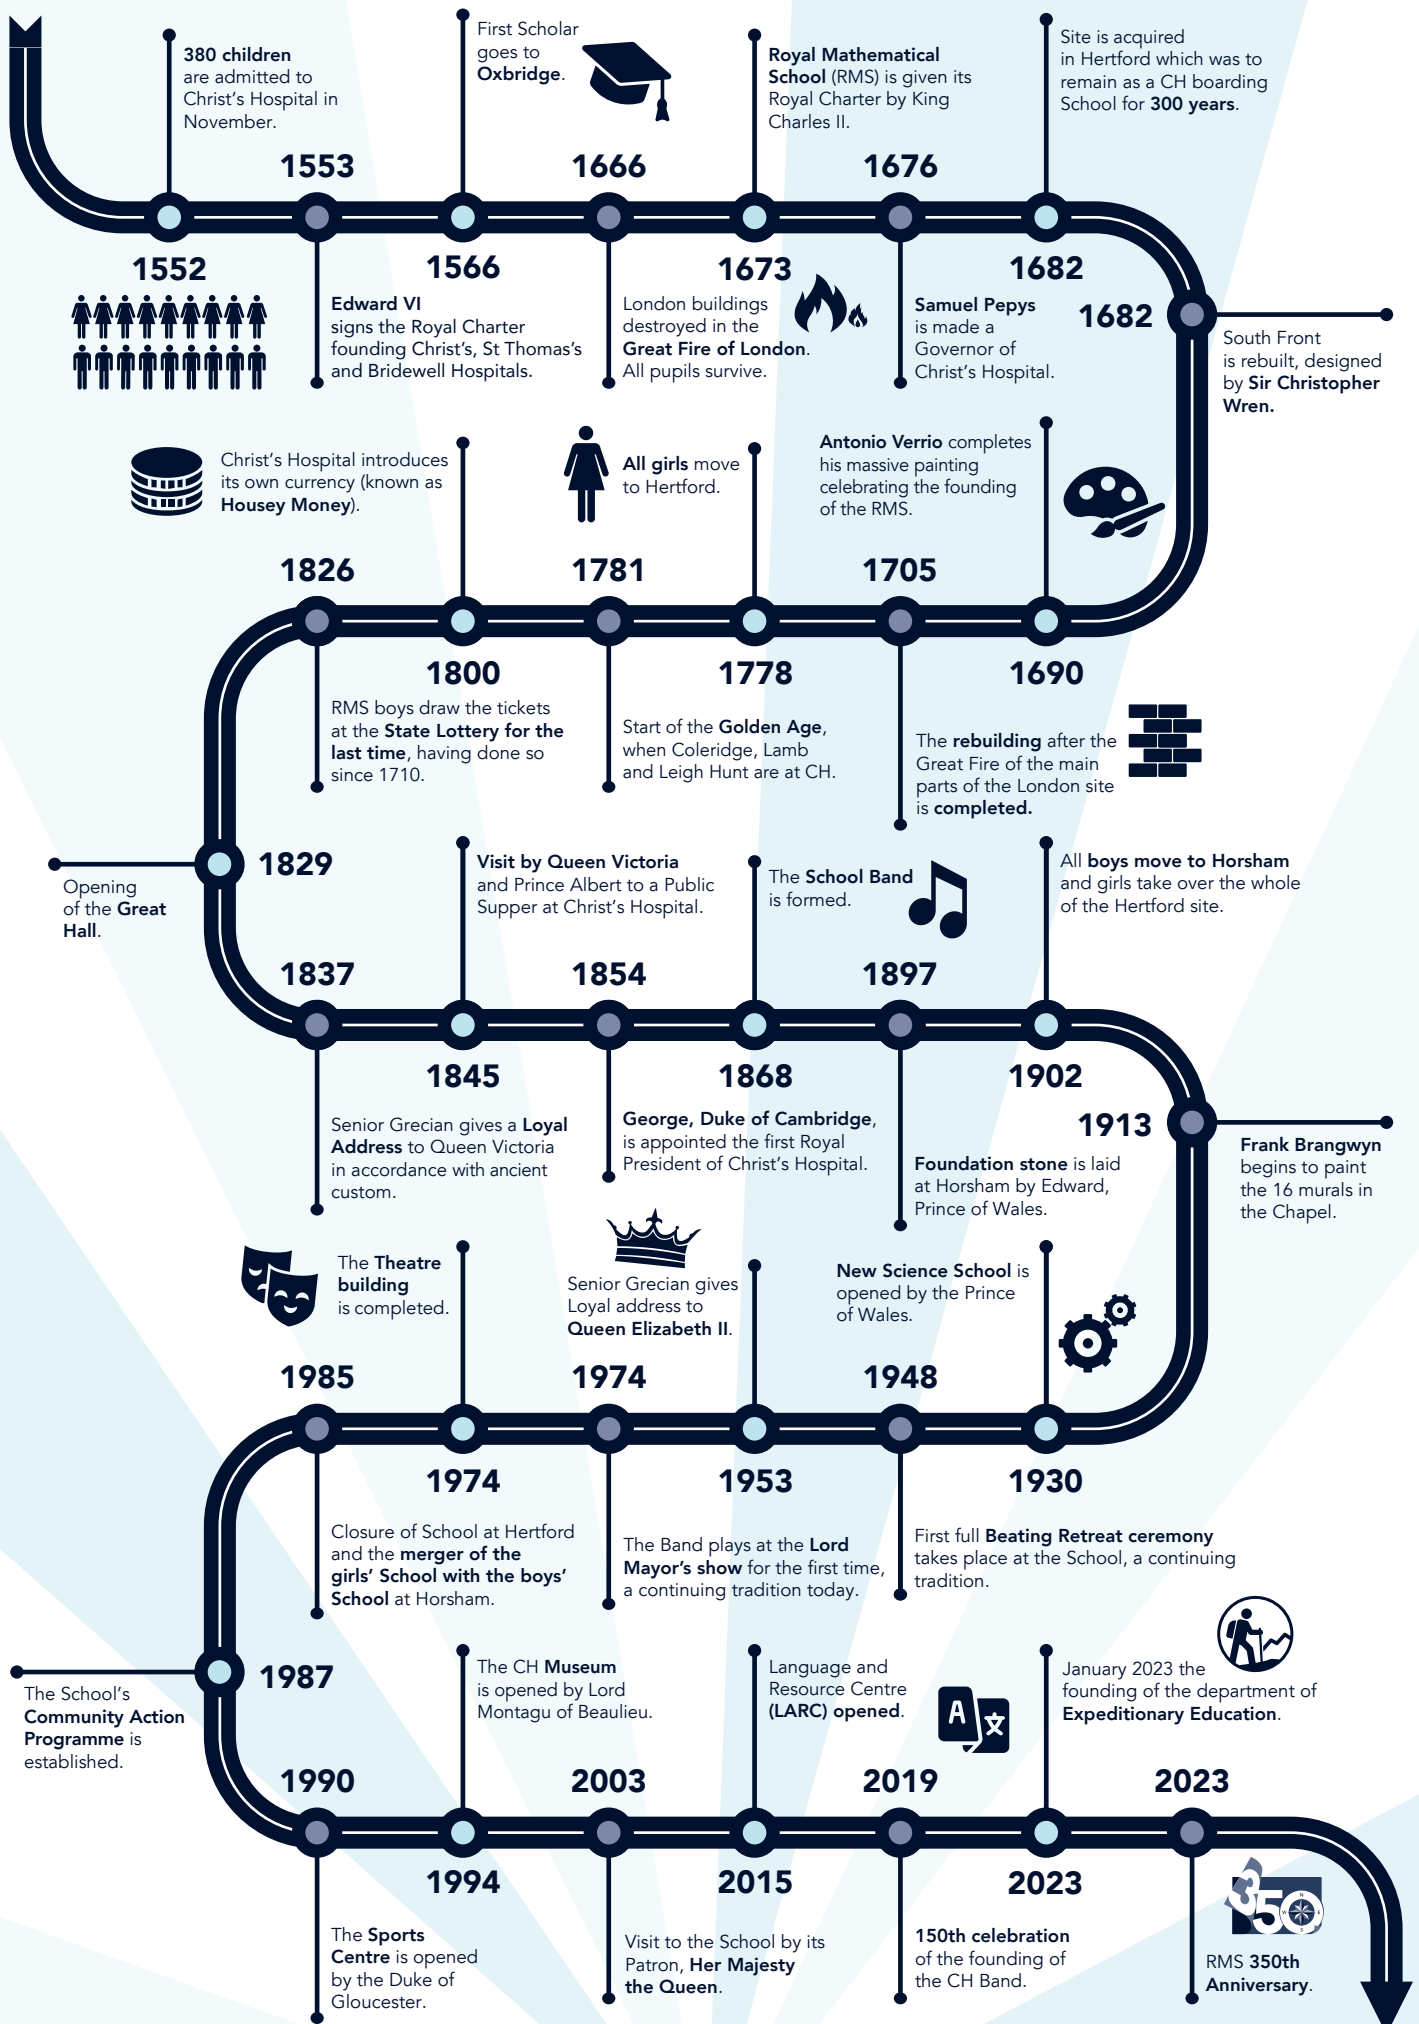 380 children
are admitted to
Christ's Hospital in
November.
1552
1553
Edward VI
signs the Royal Charter
founding Christ's, St Thomas's
and Bridewell Hospitals.
First Scholar
goes to
Oxbridge.
1566
1666
London buildings
destroyed in the
Great Fire of London.
All pupils survive.
Royal Mathematical
School (RMS) is given its
Royal Charter by King
Charles II.
1673
1676
Samuel Pepys
is made a
Governor of
Christ's Hospital.
Site is acquired
in Hertford which was to
remain as a CH boarding
School for 300 years.
1682
1682
South Front
is rebuilt, designed
by Sir Christopher
Wren.
Antonio Verrio completes
his massive painting
celebrating the founding
of the RMS.
1690
1705
The rebuilding after the
Great Fire of the main
parts of the London site
is completed.
All girls move
to Hertford.
1778
1781
Start of the Golden Age,
when Coleridge, Lamb
and Leigh Hunt are at CH.
Christ's Hospital introduces
its own currency (known as
Housey Money).
1800
1826
RMS boys draw the tickets
at the State Lottery for the
last time, having done so
since 1710.
1829
Opening
of the Great
Hall.
1837
Senior Grecian gives a Loyal
Address to Queen Victoria
in accordance with ancient
custom.
Visit by Queen Victoria
and Prince Albert to a Public
Supper at Christ's Hospital.
1845
1854
George, Duke of Cambridge,
is appointed the first Royal
President of Christ's Hospital.
The School Band
is formed.
1868
1897
Foundation stone is laid
at Horsham by Edward,
Prince of Wales.
All boys move to Horsham
and girls take over the whole
of the Hertford site.
1902
1913
Frank Brangwyn
begins to paint
the 16 murals in
the Chapel.
New Science School is
opened by the Prince
of Wales.
1930
1948
First full Beating Retreat ceremony
takes place at the School, a continuing
tradition.
Senior Grecian gives
Loyal address to
Queen Elizabeth II.
1953
1974
The Band plays at the Lord
Mayor's show for the first time,
a continuing tradition today.
The Theatre
building
is completed.
1974
1985
Closure of School at Hertford
and the merger of the
girls' School with the boys'
School at Horsham.
1987
The School's
Community Action
Programme is
established.
1990
The Sports
Centre is opened
by the Duke of
Gloucester.
The CH Museum
is opened by Lord
Montagu of Beaulieu.
1994
2003
Visit to the School by its
Patron, Her Majesty
the Queen.
Language and
Resource Centre
(LARC) opened.
A 文
2015
2019
150th celebration
of the founding of
the CH Band.
January 2023 the
founding of the department of
Expeditionary Education.
2023
2023
350
N
W E
S
RMS 350th
Anniversary.